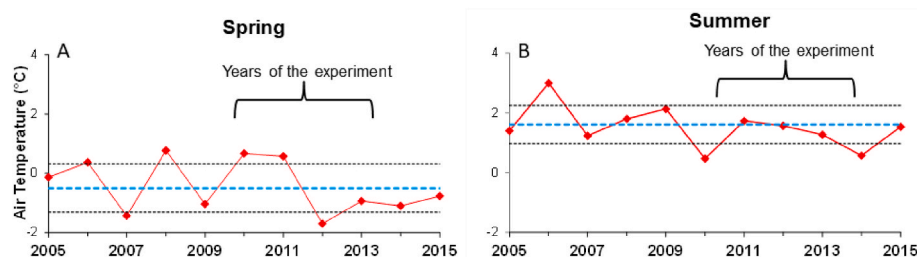 Spring
A
Years of the experiment
Air Temperature (°C)
4
2
0
-2
2005 2007 2009 2011 2013 2015
Summer
B
Years of the experiment
4
2
0
-2
2005 2007 2009 2011 2013 2015